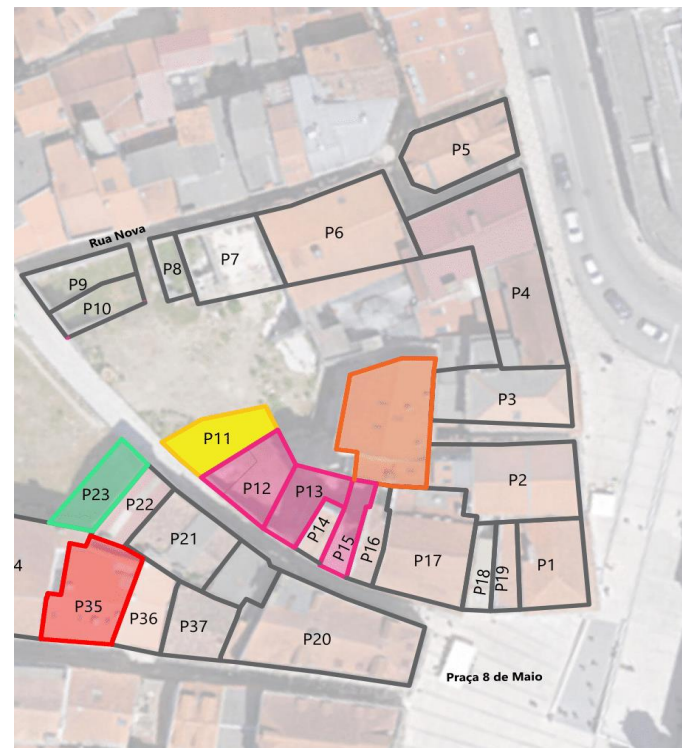 P5
Rua Nova
P6
P8
P7
P9
P10
P4
P3
P11
P12
P13
P2
P23
P22
P14
P15
P16
P21
P17
P18
P19
P1
4
P35
P36
P37
P20
Praça 8 de Maio